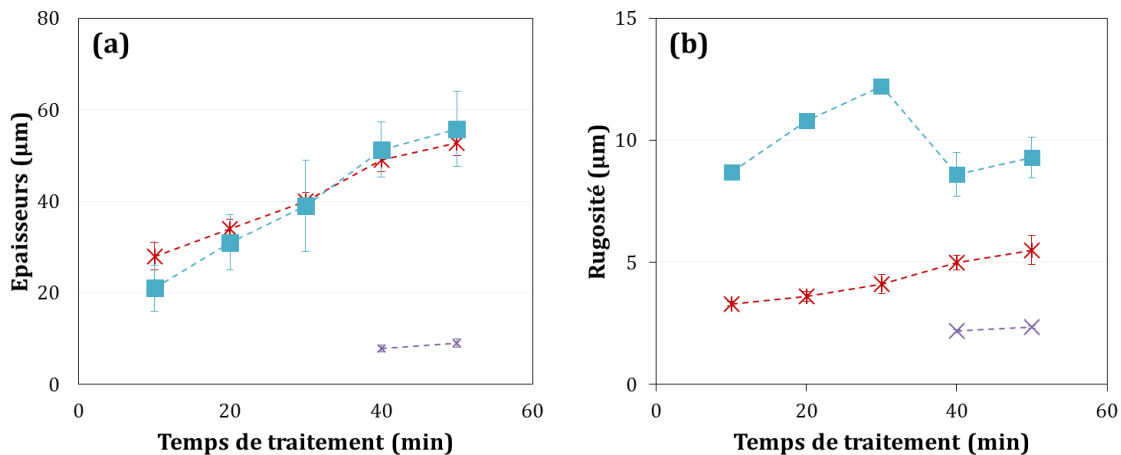 (a)
80
60
40
20
0
Epaisseurs (µm)
0 20 40 60
Temps de traitement (min)
(b)
15
10
5
0
Rugosité (µm)
0 20 40 60
Temps de traitement (min)